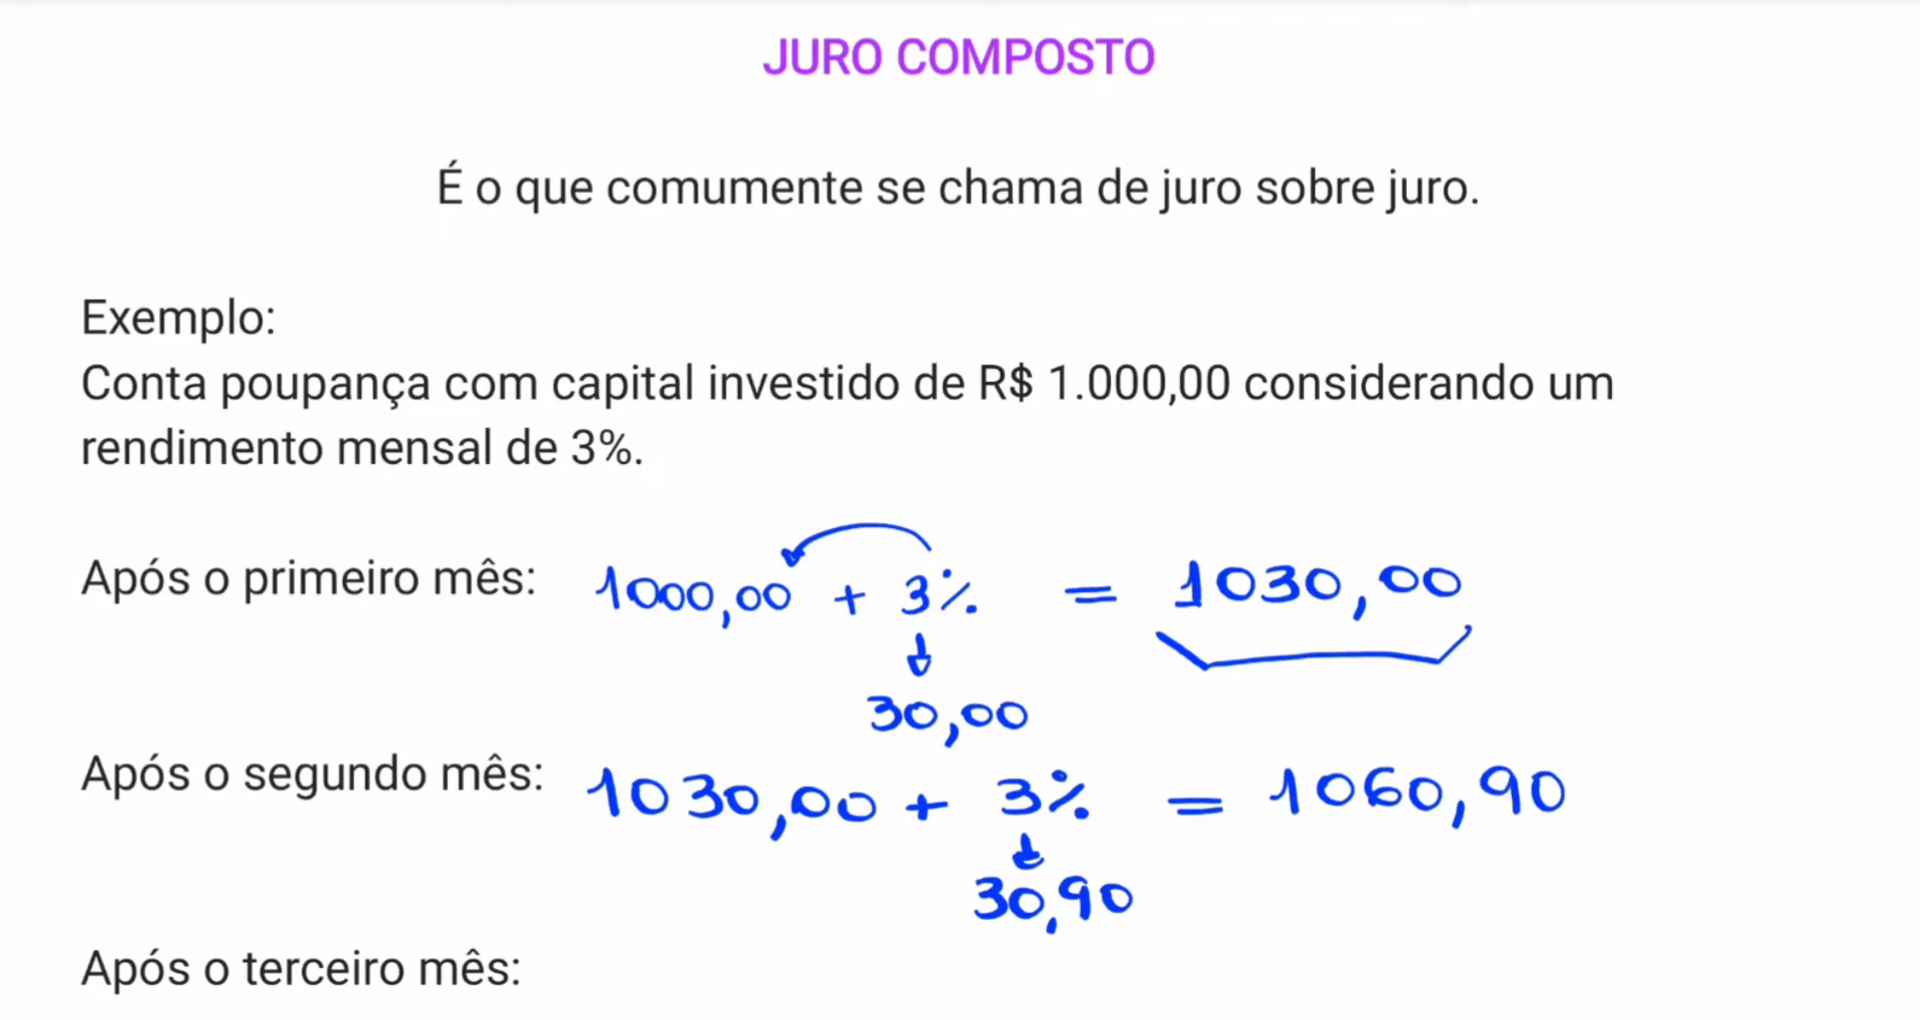 JURO COMPOSTO
É o que comumente se chama de juro sobre juro.
Exemplo:
Conta poupança com capital investido de R$ 1.000,00 considerando um
rendimento mensal de 3%.
Após o primeiro mês: 1000,00 + 3% = 1030,00
30,00
Após o segundo mês: 1030,00 + 3% = 1060,90
30,90
Após o terceiro mês: